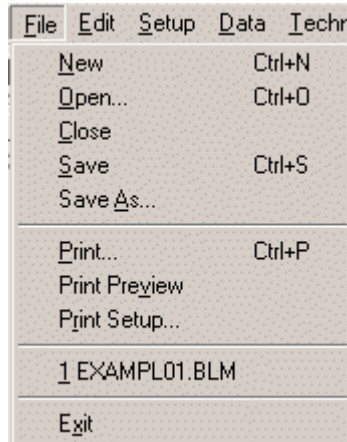 File Edit Setup Data Techn
New Ctrl+N
Open... Ctrl+O
Close
Save Ctrl+S
Save As...
Print... Ctrl+P
Print Preview
Print Setup...
1 EXAMPL01.BLM
Exit